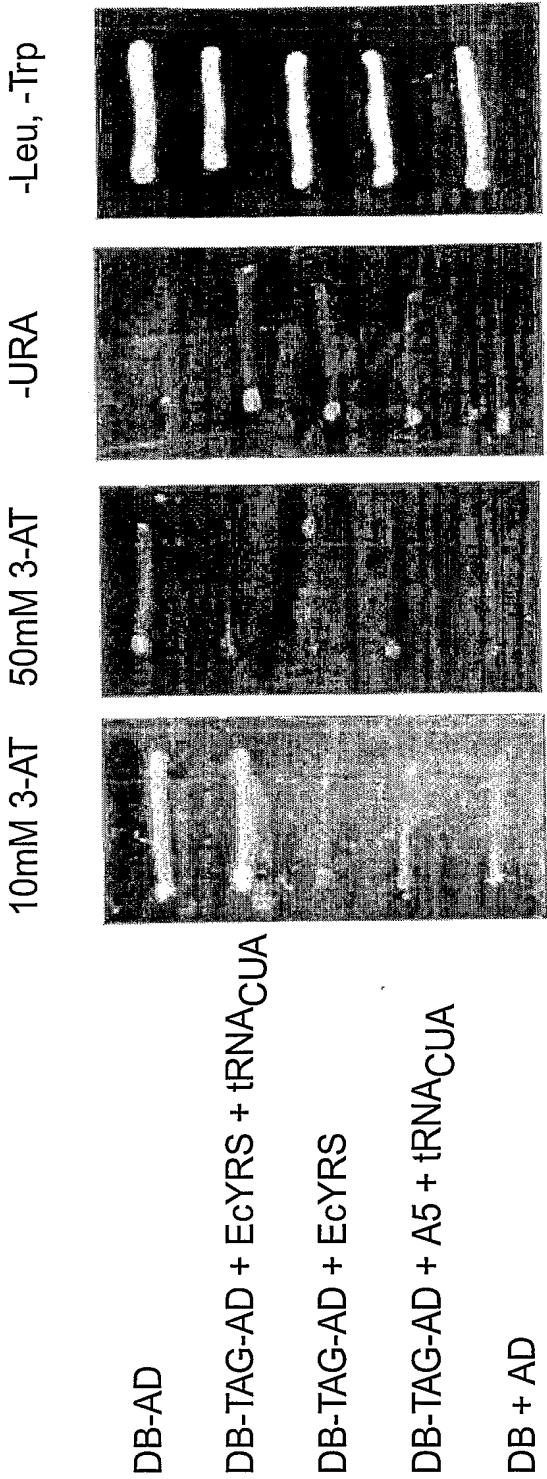 10mM 3-AT 50mM 3-AT -URA -Leu, -Trp
DB-AD
DB-TAG-AD + EcYRS + tRNACUA
DB-TAG-AD + EcYRS
DB-TAG-AD + A5 + tRNACUA
DB + AD